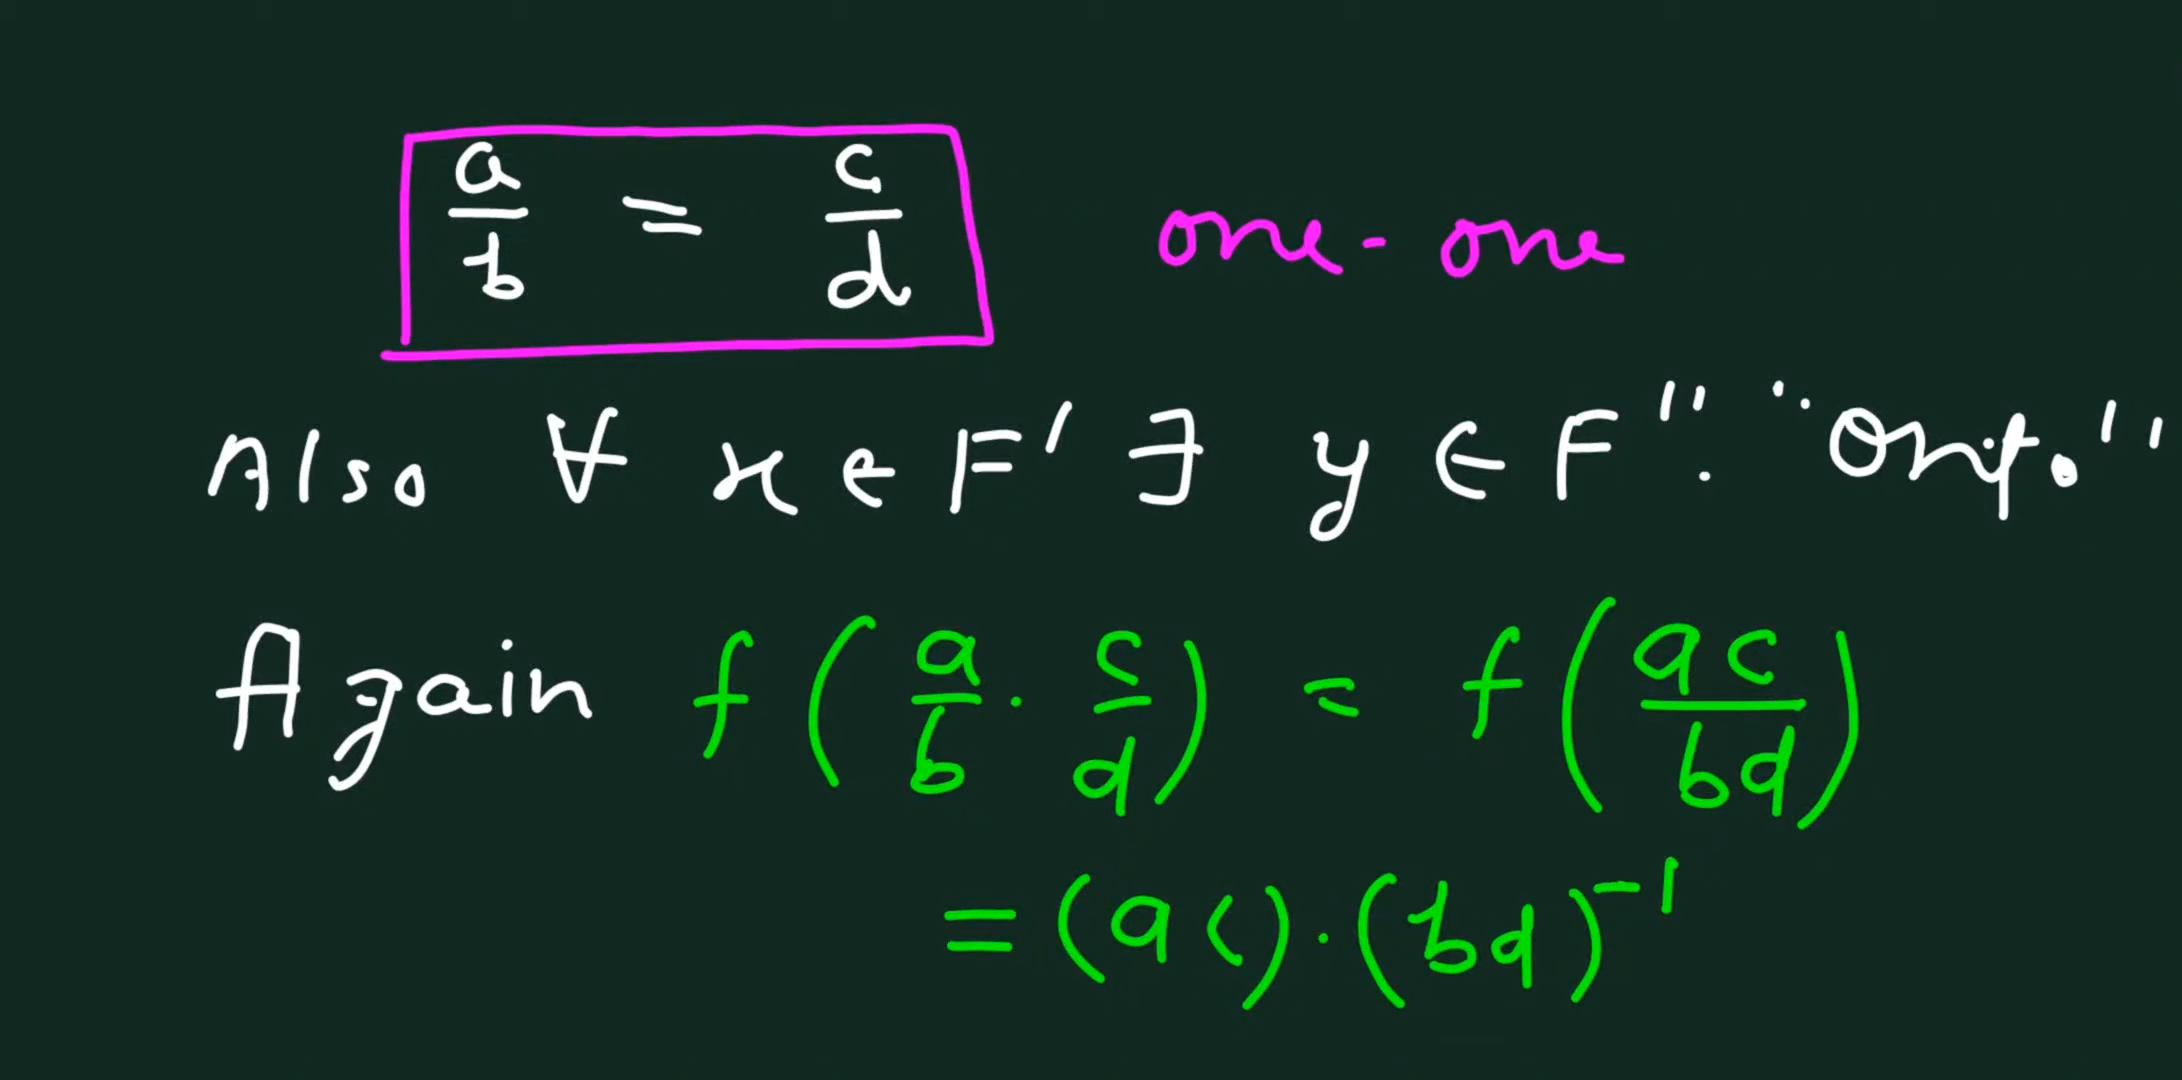 a/b = c/d one-one
Also ∀ x ∈ F' ∃ y ∈ F''. "onto"
Again f(a/b · c/d) = f(ac/bd)
= (ac)·(bd)⁻¹